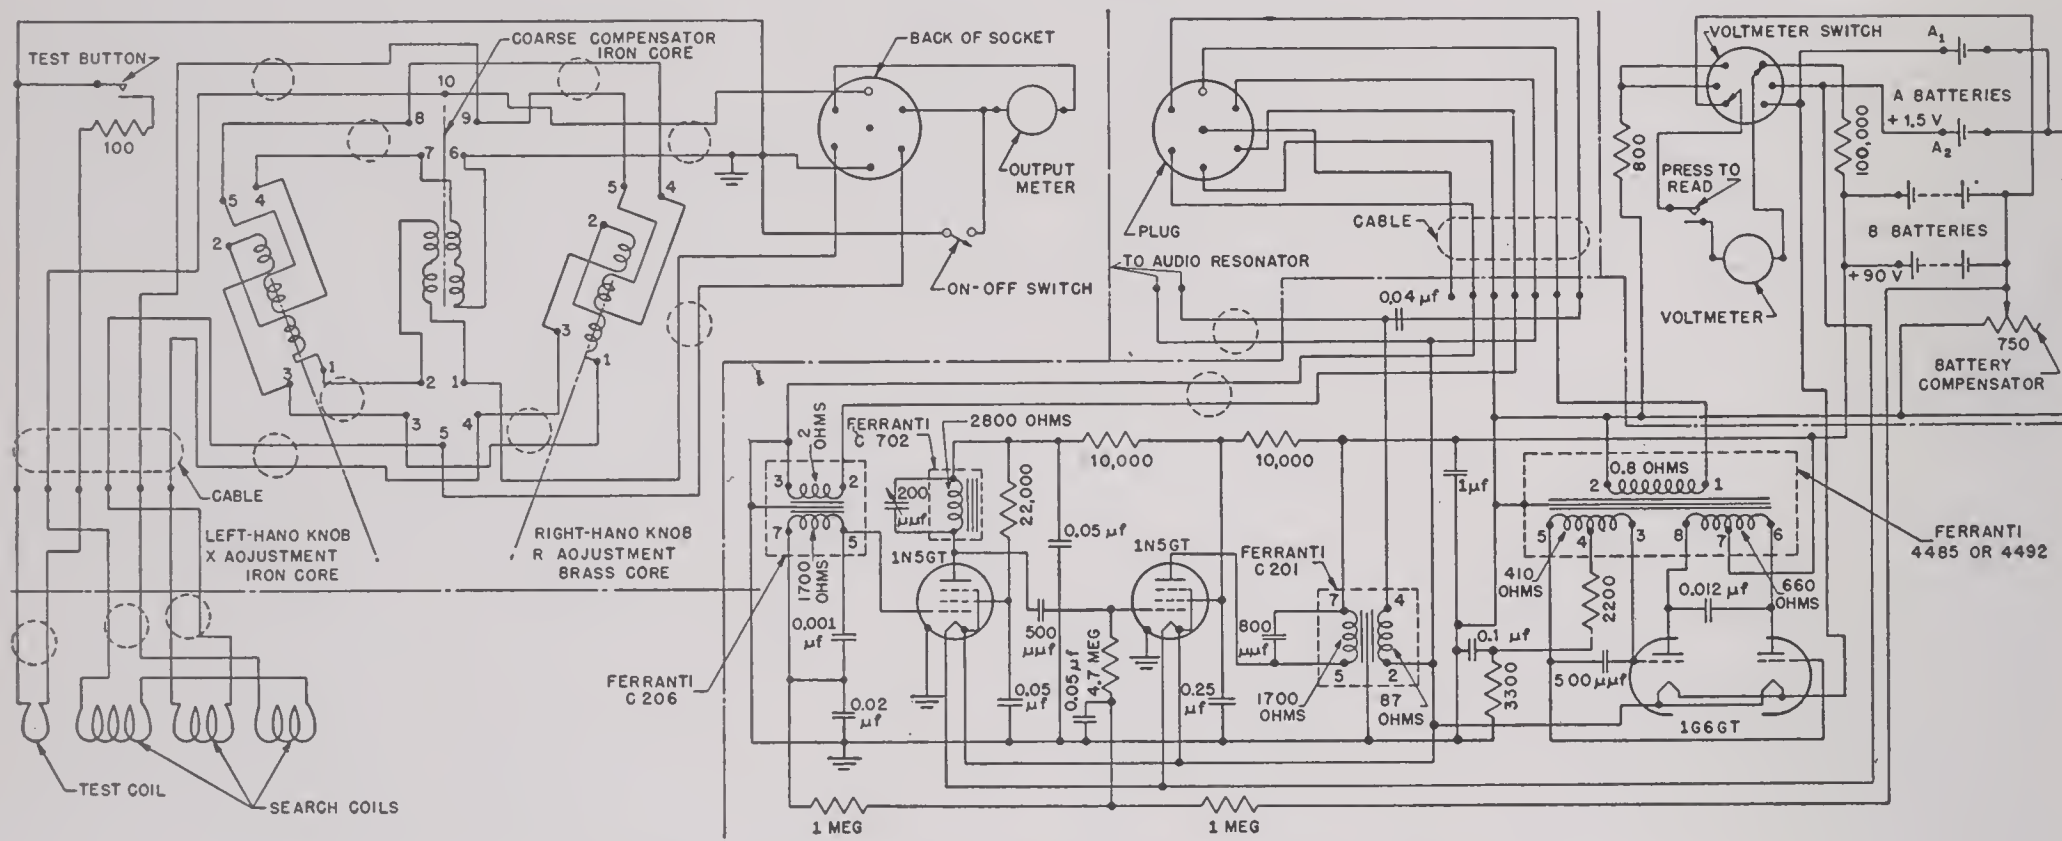 TEST BUTTON
100
COARSE COMPENSATOR
IRON CORE
10
8
9
7
6
5
4
2
3
1
5
4
2
3
1
2
1
3
4
5
BACK OF SOCKET
OUTPUT
METER
ON-OFF SWITCH
CABLE
LEFT-HAND KNOB
X ADJUSTMENT
IRON CORE
RIGHT-HAND KNOB
R ADJUSTMENT
BRASS CORE
TEST COIL
SEARCH COILS
PLUG
CABLE
TO AUDIO RESONATOR
0.04 µf
VOLTMETER SWITCH
A1
A BATTERIES
+1.5 V
A2
800
100,000
PRESS TO
READ
B BATTERIES
+90 V
VOLTMETER
750
BATTERY
COMPENSATOR
2
OHMS
3
2
7
5
1700
OHMS
FERRANTI
C 702
2800 OHMS
200
µµf
22,000
10,000
10,000
0.05 µf
1N5GT
1N5GT
0.001
µf
0.02
µf
FERRANTI
C 206
500
µµf
0.05
µf
0.05 µf
4.7 MEG
0.25
µf
FERRANTI
C 201
800
µµf
7
4
5
2
1700
OHMS
87
OHMS
1µf
0.1 µf
3300
0.8 OHMS
2
1
5
4
3
8
7
6
410
OHMS
2200
0.012 µf
660
OHMS
500 µµf
1G6GT
FERRANTI
4485 OR 4492
1 MEG
1 MEG